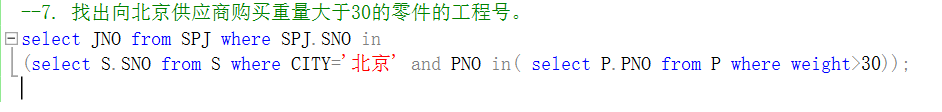 --7. 找出向北京供应商购买重量大于30的零件的工程号。
select JNO from SPJ where SPJ.SNO in
(select S.SNO from S where CITY='北京' and PNO in( select P.PNO from P where weight>30));